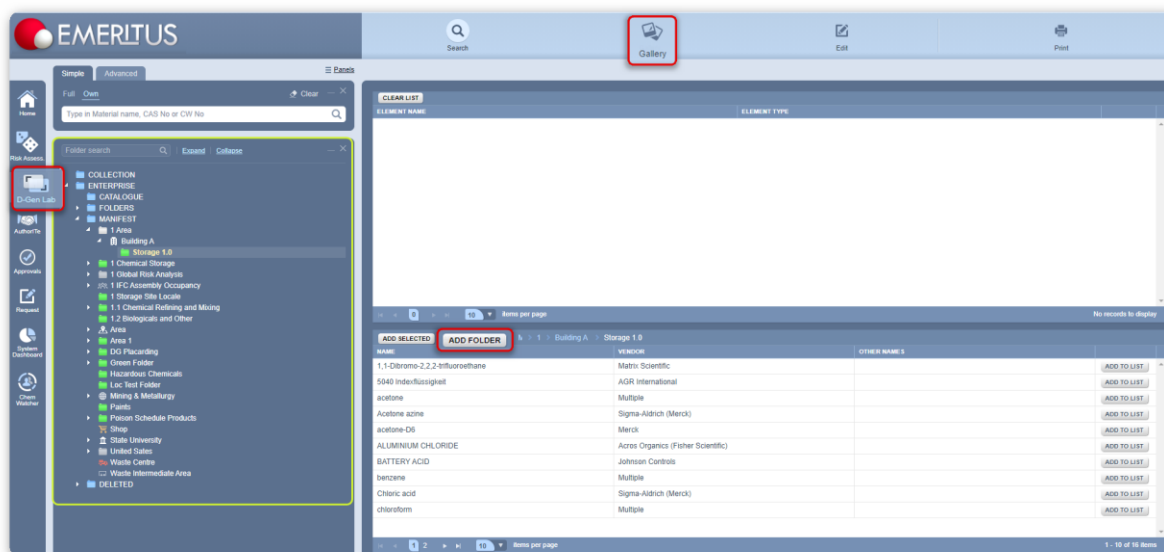 EMERITUS
Search
Gallery
Edit
Print
Simple
Advanced
☰ Panels
Full Own
Clear
Type in Material name, CAS No or CW No
Home
Risk Assess.
D-Gen Lab
AuthorITe
Approvals
Request
System Dashboard
Chem Watcher
Folder search
Expand
Collapse
COLLECTION
ENTERPRISE
CATALOGUE
FOLDERS
MANIFEST
1 Area
Building A
Storage 1.0
1 Chemical Storage
1 Global Risk Analysis
1 IFC Assembly Occupancy
1 Storage Site Locale
1.1 Chemical Refining and Mixing
1.2 Biologicals and Other
Area
Area 1
DG Placarding
Green Folder
Hazardous Chemicals
Loc Test Folder
Mining & Metallurgy
Paints
Poison Schedule Products
Shop
State University
United Sales
Waste Centre
Waste Intermediate Area
DELETED
CLEAR LIST
ELEMENT NAME ELEMENT TYPE
0 10 items per page No records to display
ADD SELECTED ADD FOLDER > 1 > Building A > Storage 1.0
NAME VENDOR OTHER NAMES
1,1-Dibromo-2,2,2-trifluoroethane Matrix Scientific ADD TO LIST
5040 Indexflüssigkeit AGR International ADD TO LIST
acetone Multiple ADD TO LIST
Acetone azine Sigma-Aldrich (Merck) ADD TO LIST
acetone-D6 Merck ADD TO LIST
ALUMINIUM CHLORIDE Acros Organics (Fisher Scientific) ADD TO LIST
BATTERY ACID Johnson Controls ADD TO LIST
benzene Multiple ADD TO LIST
Chloric acid Sigma-Aldrich (Merck) ADD TO LIST
chloroform Multiple ADD TO LIST
1 2 10 items per page 1 - 10 of 16 items